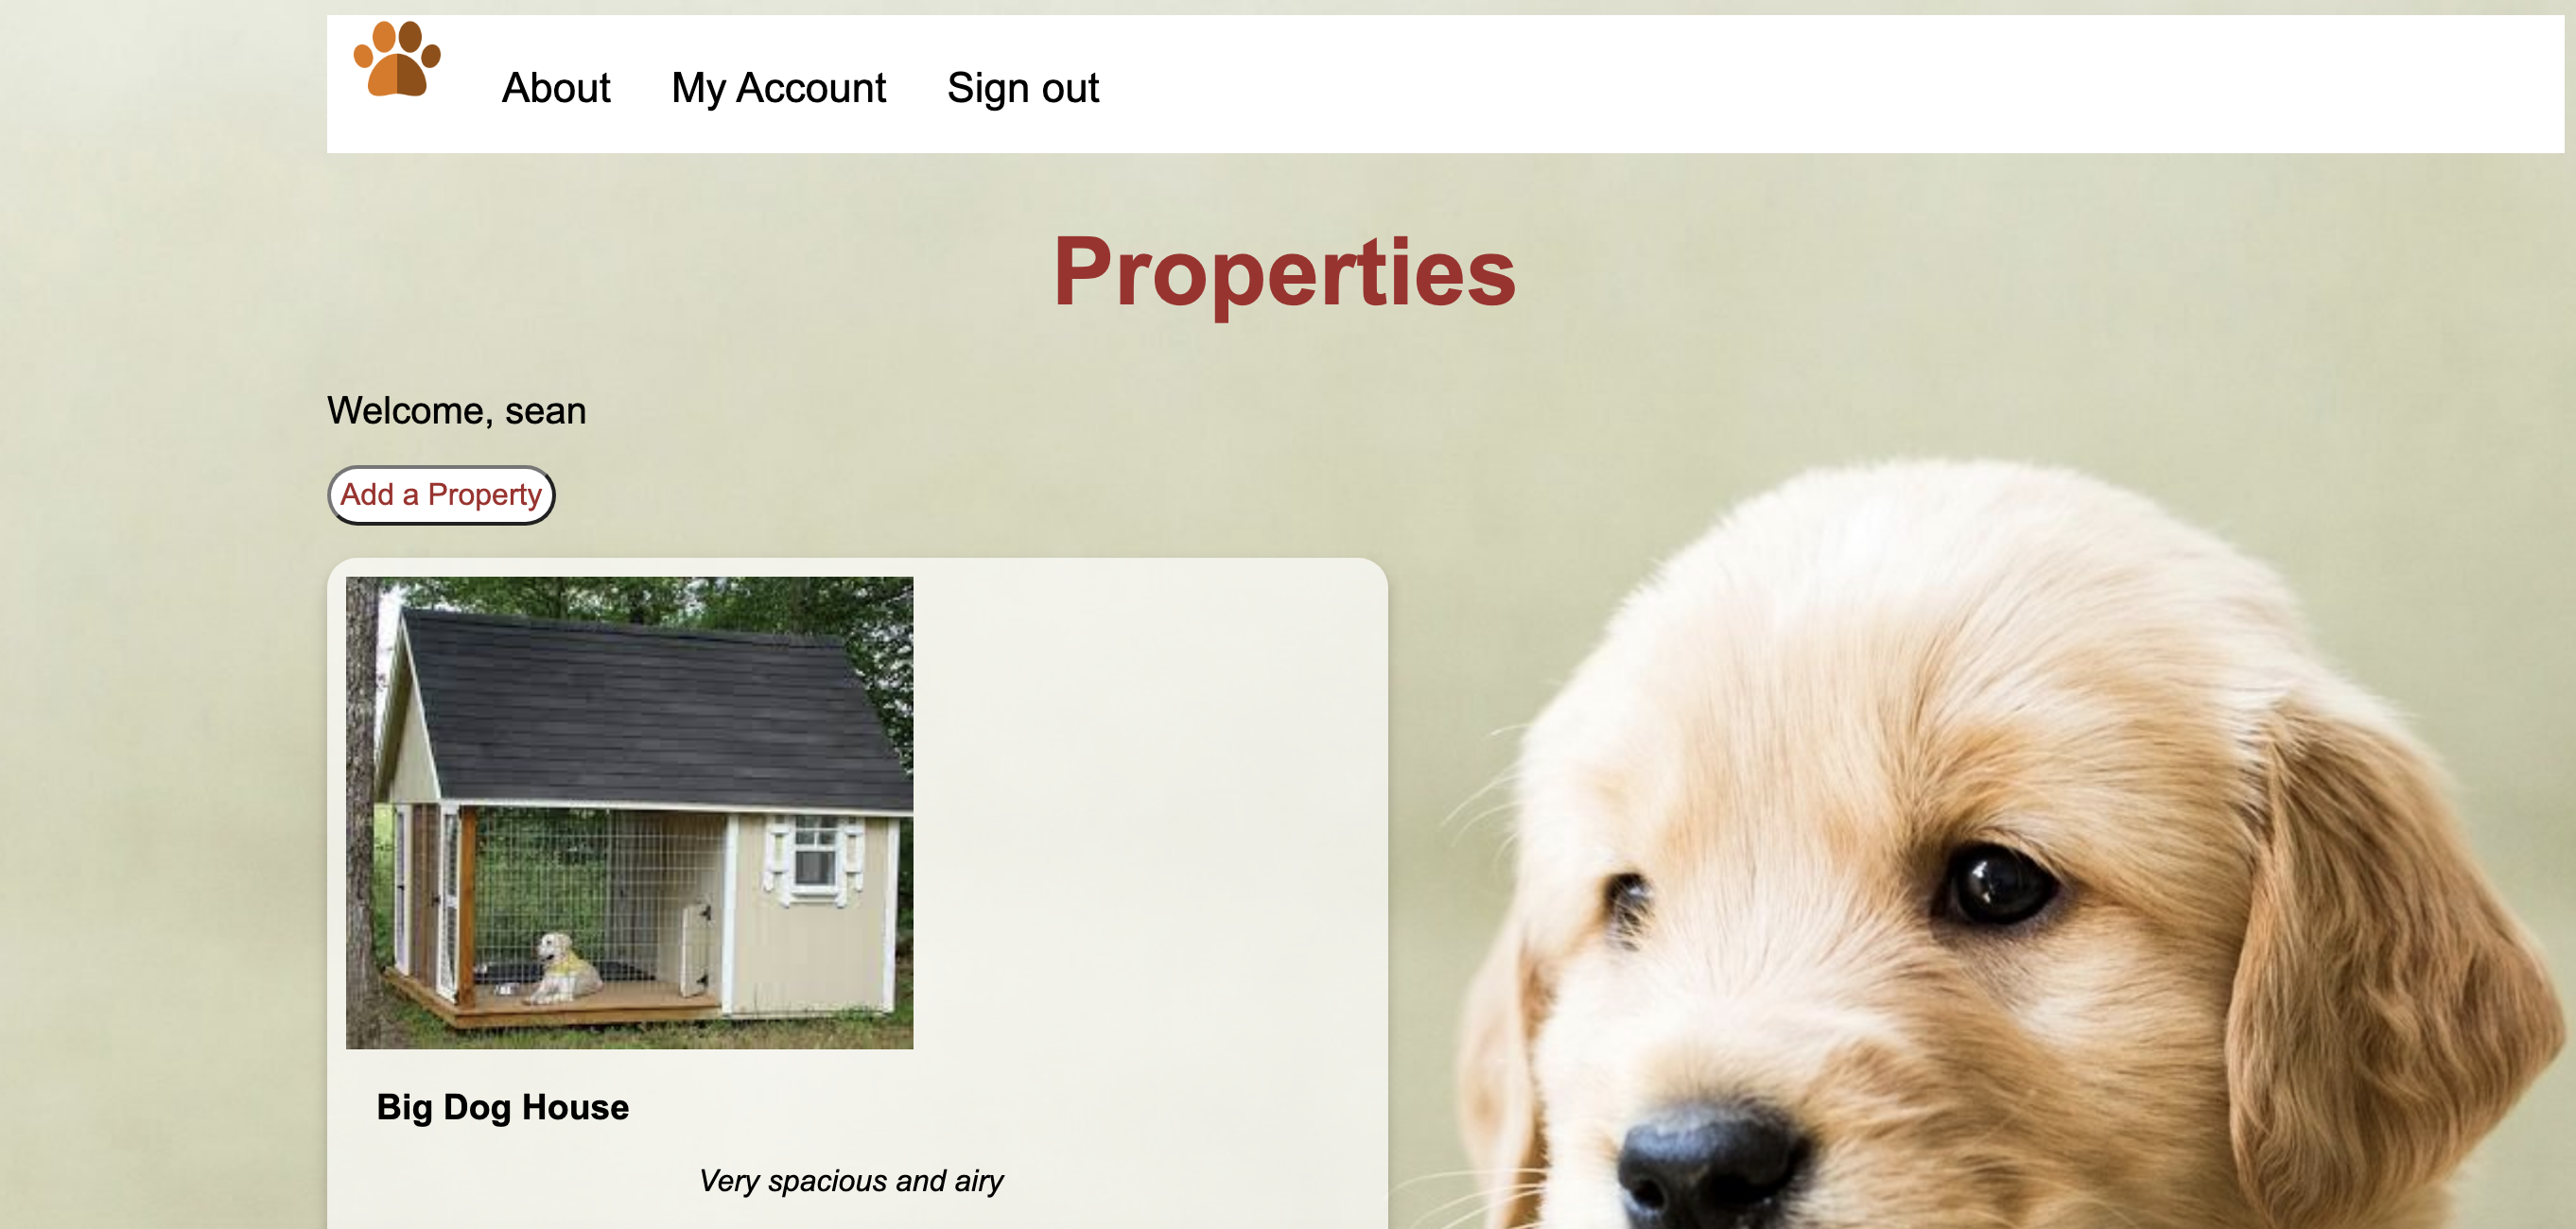 About My Account Sign out
Properties
Welcome, sean
Add a Property
Big Dog House
Very spacious and airy